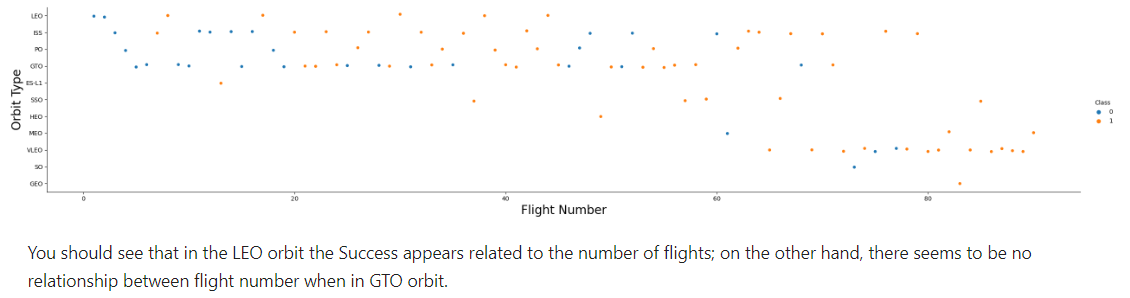 Orbit Type
LEO
ISS
PO
GTO
ES-L1
SSO
HEO
MEO
VLEO
SO
GEO
0 20 40 60 80
Flight Number
Class
0
1
You should see that in the LEO orbit the Success appears related to the number of flights; on the other hand, there seems to be no
relationship between flight number when in GTO orbit.